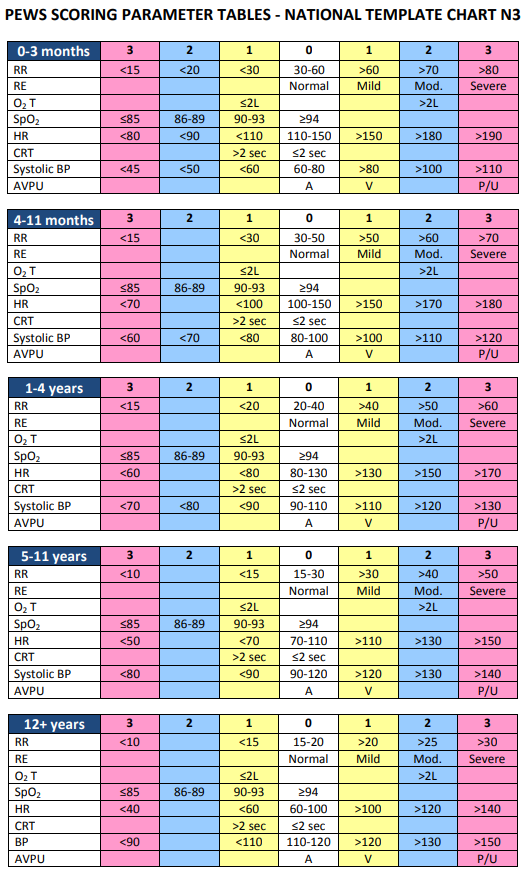 PEWS SCORING PARAMETER TABLES - NATIONAL TEMPLATE CHART N3
0-3 months 3 2 1 0 1 2 3
RR <15 <20 <30 30-60 >60 >70 >80
RE Normal Mild Mod. Severe
O₂ T ≤2L >2L
SpO₂ ≤85 86-89 90-93 ≥94
HR <80 <90 <110 110-150 >150 >180 >190
CRT >2 sec ≤2 sec
Systolic BP <45 <50 <60 60-80 >80 >100 >110
AVPU A V P/U
4-11 months 3 2 1 0 1 2 3
RR <15 <30 30-50 >50 >60 >70
RE Normal Mild Mod. Severe
O₂ T ≤2L >2L
SpO₂ ≤85 86-89 90-93 ≥94
HR <70 <100 100-150 >150 >170 >180
CRT >2 sec ≤2 sec
Systolic BP <60 <70 <80 80-100 >100 >110 >120
AVPU A V P/U
1-4 years 3 2 1 0 1 2 3
RR <15 <20 20-40 >40 >50 >60
RE Normal Mild Mod. Severe
O₂ T ≤2L >2L
SpO₂ ≤85 86-89 90-93 ≥94
HR <60 <80 80-130 >130 >150 >170
CRT >2 sec ≤2 sec
Systolic BP <70 <80 <90 90-110 >110 >120 >130
AVPU A V P/U
5-11 years 3 2 1 0 1 2 3
RR <10 <15 15-30 >30 >40 >50
RE Normal Mild Mod. Severe
O₂ T ≤2L >2L
SpO₂ ≤85 86-89 90-93 ≥94
HR <50 <70 70-110 >110 >130 >150
CRT >2 sec ≤2 sec
Systolic BP <80 <90 90-120 >120 >130 >140
AVPU A V P/U
12+ years 3 2 1 0 1 2 3
RR <10 <15 15-20 >20 >25 >30
RE Normal Mild Mod. Severe
O₂ T ≤2L >2L
SpO₂ ≤85 86-89 90-93 ≥94
HR <40 <60 60-100 >100 >120 >140
CRT >2 sec ≤2 sec
BP <90 <110 110-120 >120 >130 >150
AVPU A V P/U